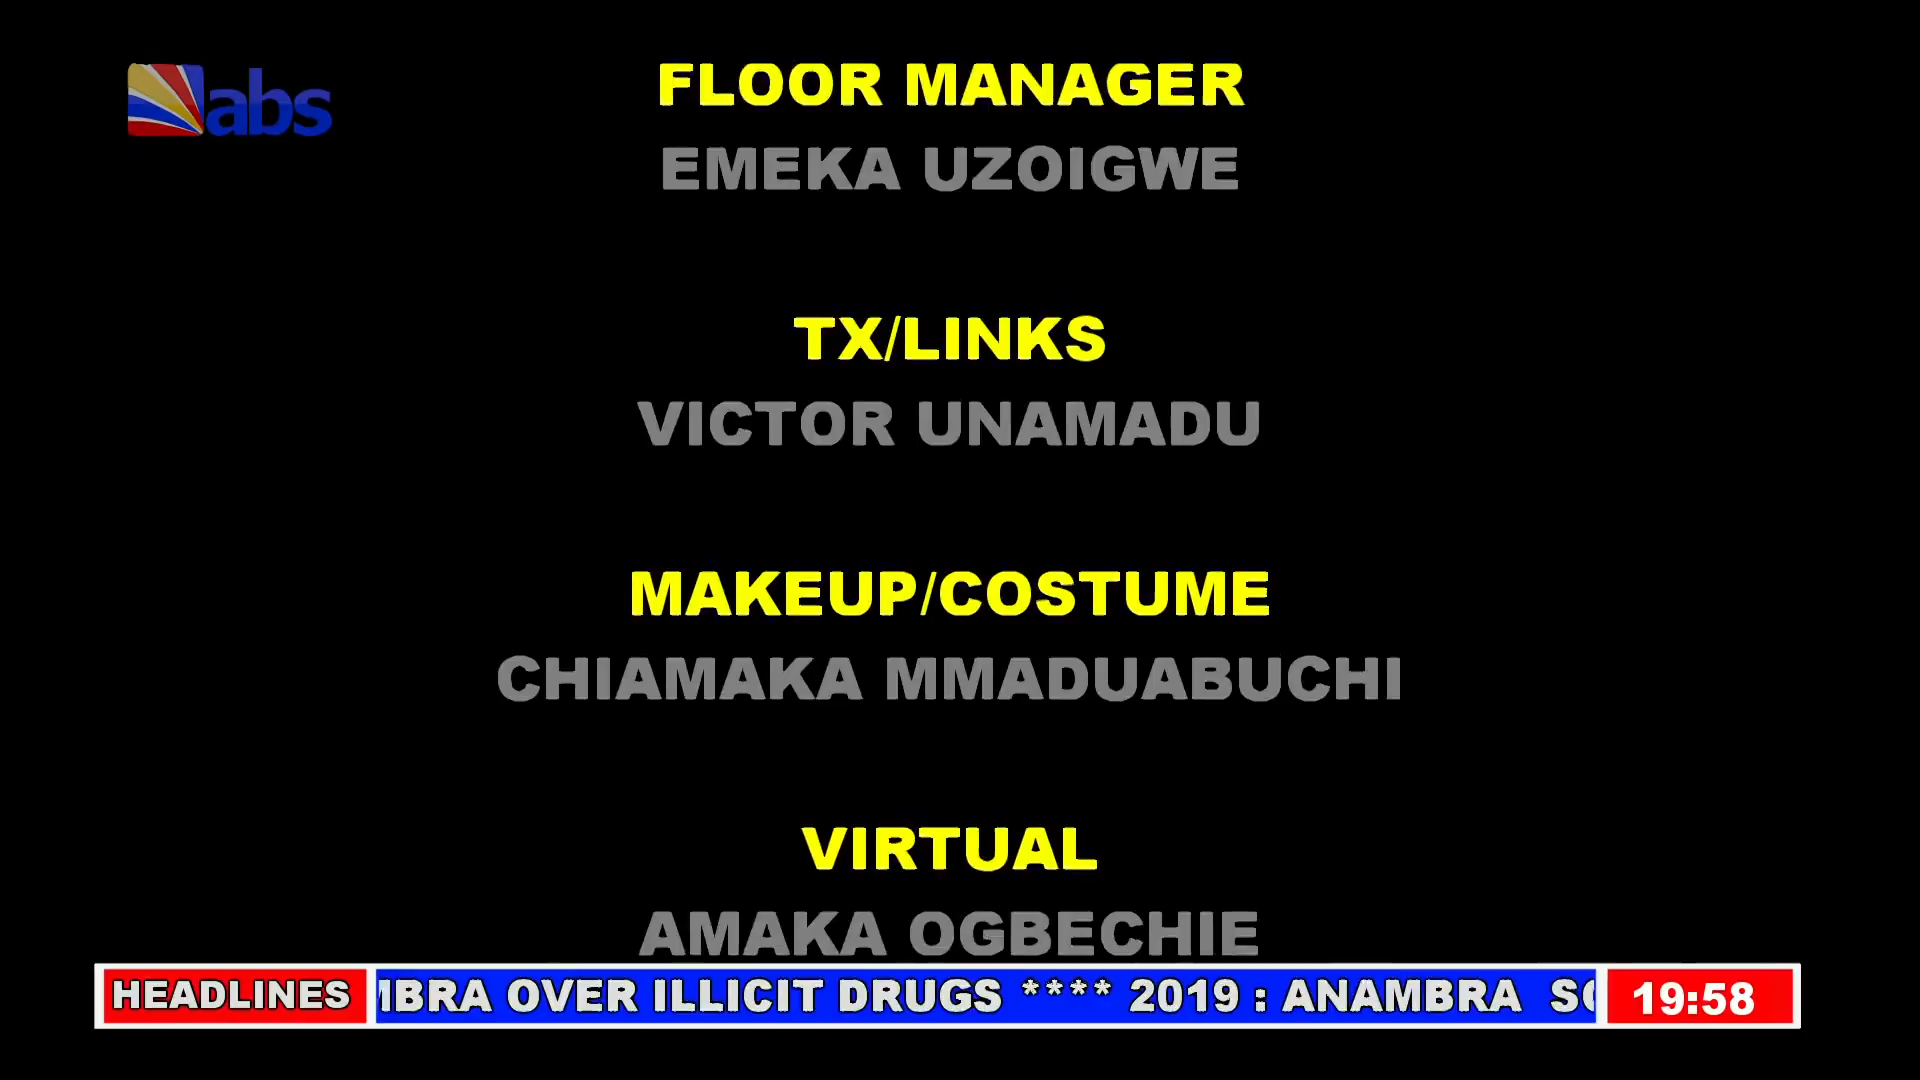 abs
FLOOR MANAGER
EMEKA UZOIGWE
TX/LINKS
VICTOR UNAMADU
MAKEUP/COSTUME
CHIAMAKA MMADUABUCHI
VIRTUAL
AMAKA OGBECHIE
HEADLINES
OVER ILLICIT DRUGS **** 2019 : ANAMBRA
19:58